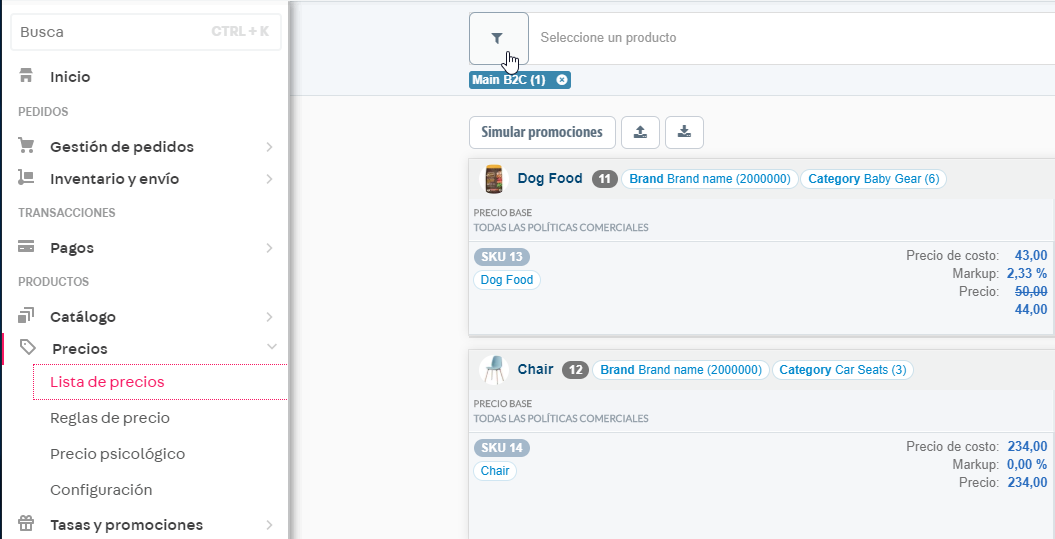 Busca CTRL + K
Inicio
PEDIDOS
Gestión de pedidos
Inventario y envío
TRANSACCIONES
Pagos
PRODUCTOS
Catálogo
Precios
Lista de precios
Reglas de precio
Precio psicológico
Configuración
Tasas y promociones
Seleccione un producto
Main B2C (1)
Simular promociones
Dog Food 11 Brand Brand name (2000000) Category Baby Gear (6)
PRECIO BASE
TODAS LAS POLÍTICAS COMERCIALES
SKU 13
Dog Food
Precio de costo: 43,00
Markup: 2,33 %
Precio: 50,00
44,00
Chair 12 Brand Brand name (2000000) Category Car Seats (3)
PRECIO BASE
TODAS LAS POLÍTICAS COMERCIALES
SKU 14
Chair
Precio de costo: 234,00
Markup: 0,00 %
Precio: 234,00